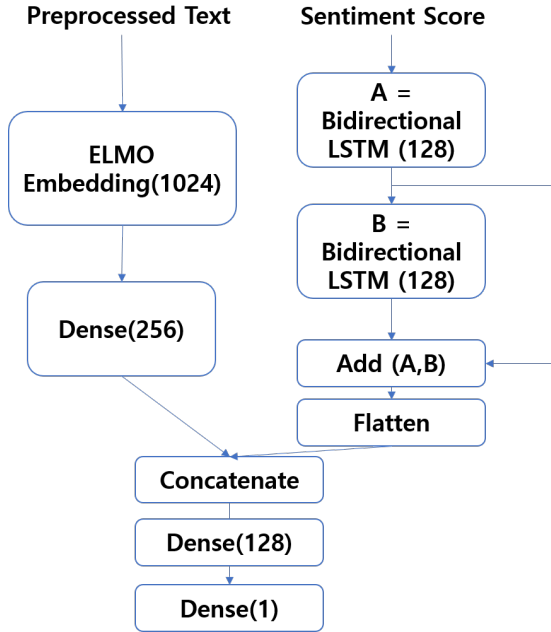 Preprocessed Text
Sentiment Score
A =
Bidirectional
LSTM (128)
ELMO
Embedding(1024)
B =
Bidirectional
LSTM (128)
Dense(256)
Add (A,B)
Flatten
Concatenate
Dense(128)
Dense(1)